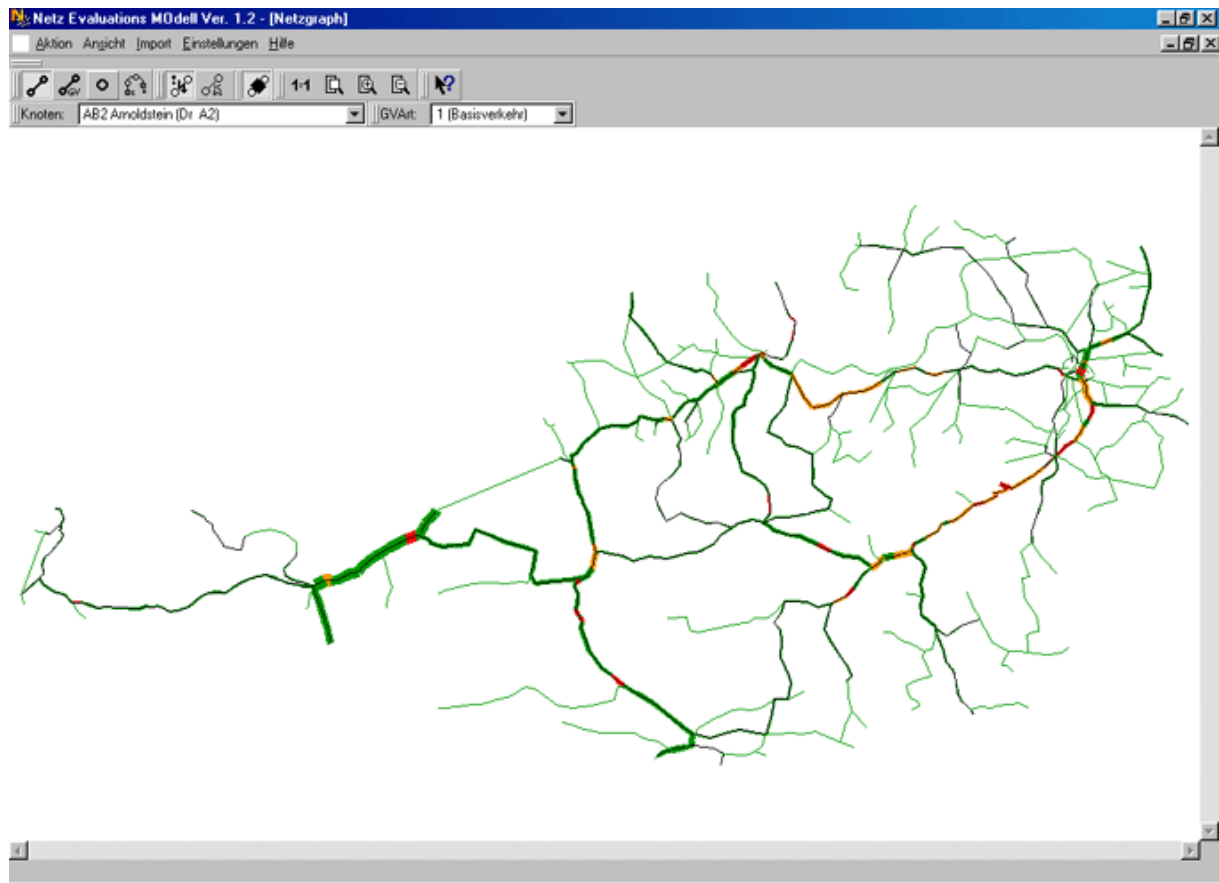 Netz Evaluations MOdell Ver. 1.2 - [Netzgraph]
Aktion Ansicht Import Einstellungen Hilfe
GV 1:1 ?
Knoten: AB2 Arnoldstein (Dr A2) GVArt: 1 (Basisverkehr)